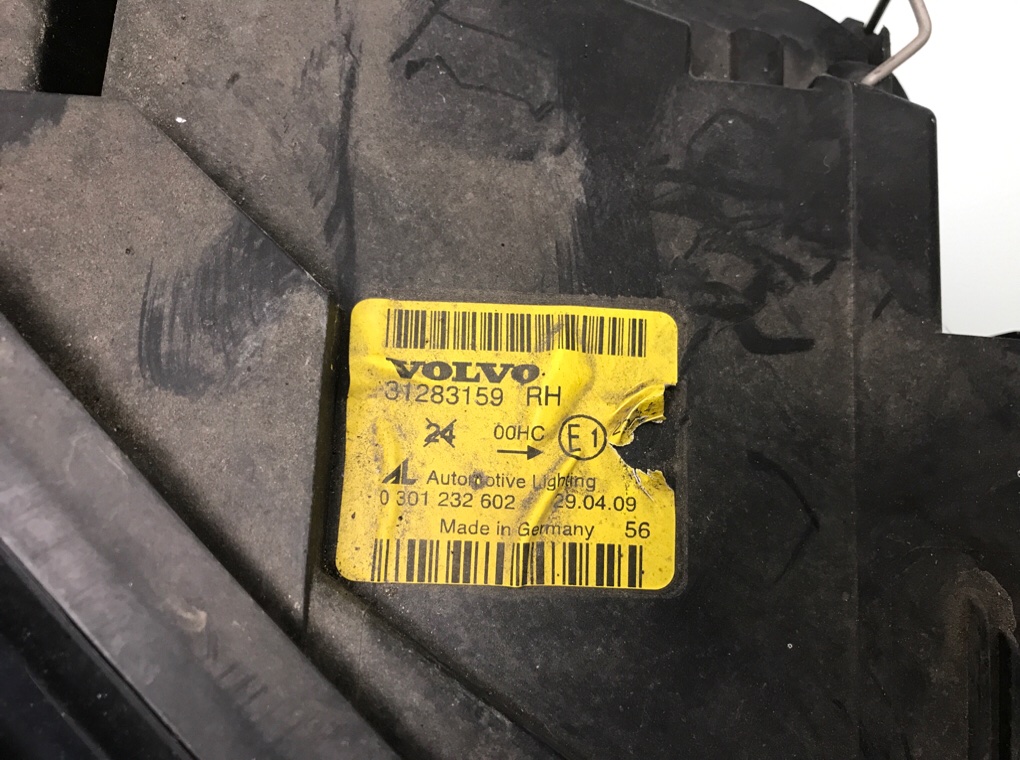 VOLVO
31283159 RH
24 00HC E1
AL Automotive Lighting
0 301 232 602 29.04.09
Made in Germany 56